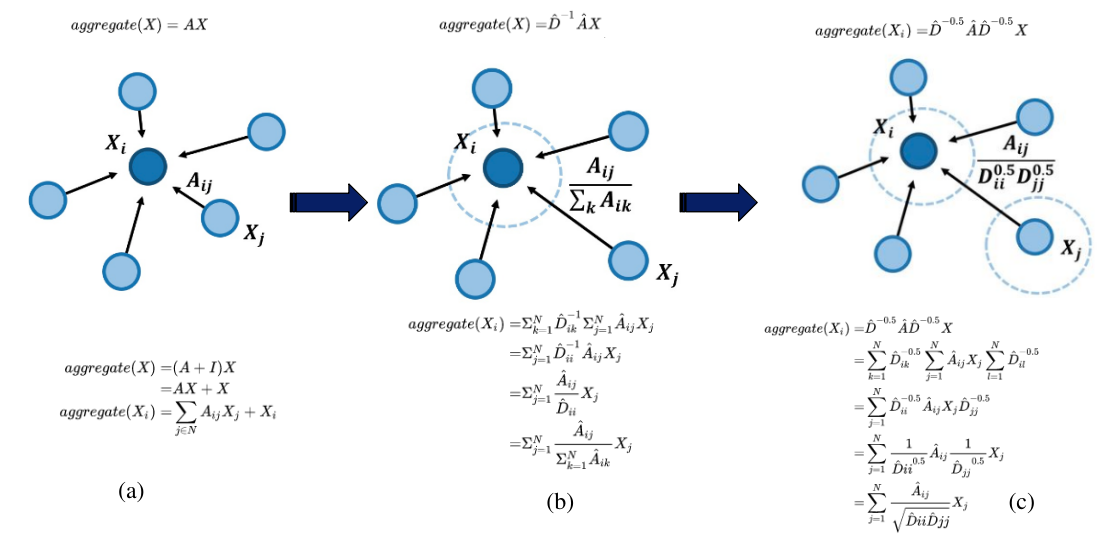 aggregate(X) = AX
X_i
A_{ij}
X_j
aggregate(X) =(A + I)X
=AX + X
aggregate(X_i) =\sum_{j∈N} A_{ij}X_j + X_i
(a)
aggregate(X) =\hat{D}^{-1}\hat{A}X
X_i
\frac{A_{ij}}{\sum_k A_{ik}}
X_j
aggregate(X_i) =Σ_{k=1}^N \hat{D}_{ik}^{-1} Σ_{j=1}^N \hat{A}_{ij}X_j
=Σ_{j=1}^N \hat{D}_{ii}^{-1} \hat{A}_{ij}X_j
=Σ_{j=1}^N \frac{\hat{A}_{ij}}{\hat{D}_{ii}} X_j
=Σ_{j=1}^N \frac{\hat{A}_{ij}}{Σ_{k=1}^N \hat{A}_{ik}} X_j
(b)
aggregate(X_i) =\hat{D}^{-0.5}\hat{A}\hat{D}^{-0.5}X
X_i
\frac{A_{ij}}{D_{ii}^{0.5}D_{jj}^{0.5}}
X_j
aggregate(X_i) =\hat{D}^{-0.5}\hat{A}\hat{D}^{-0.5}X
=\sum_{k=1}^N \hat{D}_{ik}^{-0.5} \sum_{j=1}^N \hat{A}_{ij}X_j \sum_{l=1}^N \hat{D}_{il}^{-0.5}
=\sum_{j=1}^N \hat{D}_{ii}^{-0.5} \hat{A}_{ij}X_j\hat{D}_{jj}^{-0.5}
=\sum_{j=1}^N \frac{1}{\hat{D}ii^{0.5}} \hat{A}_{ij} \frac{1}{\hat{D}_{jj}^{0.5}} X_j
=\sum_{j=1}^N \frac{\hat{A}_{ij}}{\sqrt{\hat{D}ii\hat{D}jj}} X_j
(c)